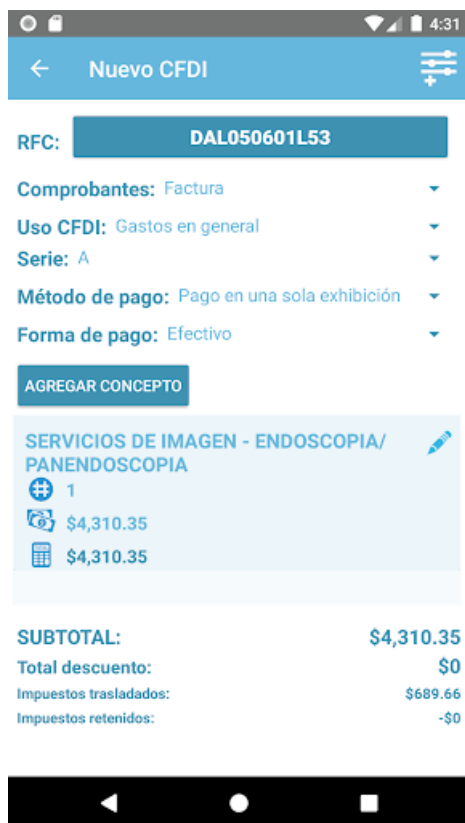 4:31
Nuevo CFDI
RFC: DAL050601L53
Comprobantes: Factura
Uso CFDI: Gastos en general
Serie: A
Método de pago: Pago en una sola exhibición
Forma de pago: Efectivo
AGREGAR CONCEPTO
SERVICIOS DE IMAGEN - ENDOSCOPIA/
PANENDOSCOPIA
1
$4,310.35
$4,310.35
SUBTOTAL: $4,310.35
Total descuento: $0
Impuestos trasladados: $689.66
Impuestos retenidos: -$0